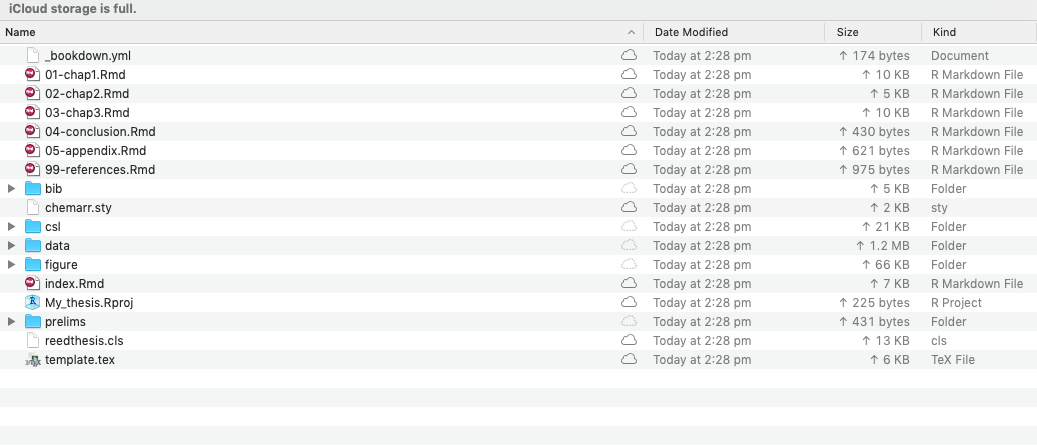 iCloud storage is full.
Name Date Modified Size Kind
_bookdown.yml Today at 2:28 pm ↑ 174 bytes Document
01-chap1.Rmd Today at 2:28 pm ↑ 10 KB R Markdown File
02-chap2.Rmd Today at 2:28 pm ↑ 5 KB R Markdown File
03-chap3.Rmd Today at 2:28 pm ↑ 10 KB R Markdown File
04-conclusion.Rmd Today at 2:28 pm ↑ 430 bytes R Markdown File
05-appendix.Rmd Today at 2:28 pm ↑ 621 bytes R Markdown File
99-references.Rmd Today at 2:28 pm ↑ 975 bytes R Markdown File
bib Today at 2:28 pm ↑ 5 KB Folder
chemarr.sty Today at 2:28 pm ↑ 2 KB sty
csl Today at 2:28 pm ↑ 21 KB Folder
data Today at 2:28 pm ↑ 1.2 MB Folder
figure Today at 2:28 pm ↑ 66 KB Folder
index.Rmd Today at 2:28 pm ↑ 7 KB R Markdown File
My_thesis.Rproj Today at 2:28 pm ↑ 225 bytes R Project
prelims Today at 2:28 pm ↑ 431 bytes Folder
reedthesis.cls Today at 2:28 pm ↑ 13 KB cls
template.tex Today at 2:28 pm ↑ 6 KB TeX File